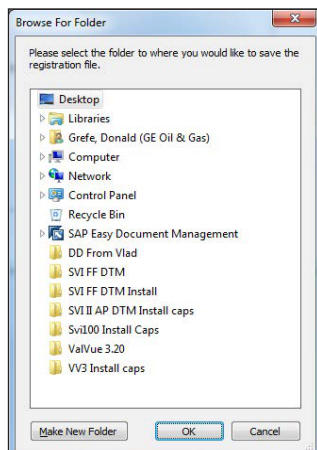 Browse For Folder
Please select the folder to where you would like to save the
registration file.
Desktop
Libraries
Grefe, Donald (GE Oil & Gas)
Computer
Network
Control Panel
Recycle Bin
SAP Easy Document Management
DD From Vlad
SVI FF DTM
SVI FF DTM Install
SVI II AP DTM Install caps
Svi100 Install Caps
ValVue 3.20
VV3 Install caps
Make New Folder
OK
Cancel